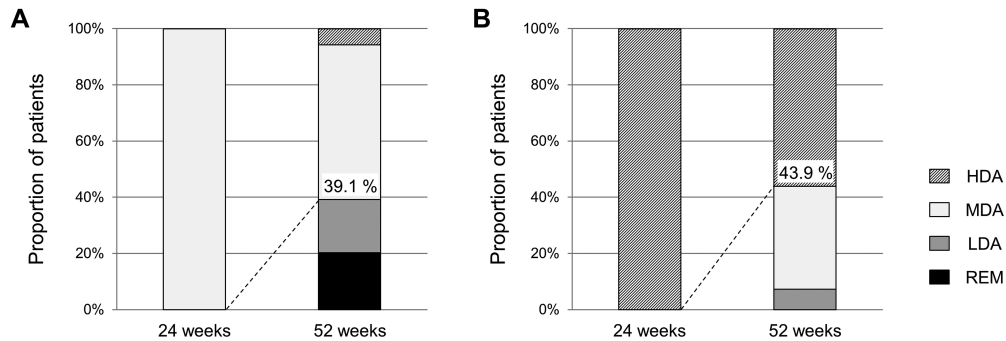 A
Proportion of patients
100%
80%
60%
40%
20%
0%
39.1 %
24 weeks
52 weeks
B
Proportion of patients
100%
80%
60%
40%
20%
0%
43.9 %
24 weeks
52 weeks
HDA
MDA
LDA
REM